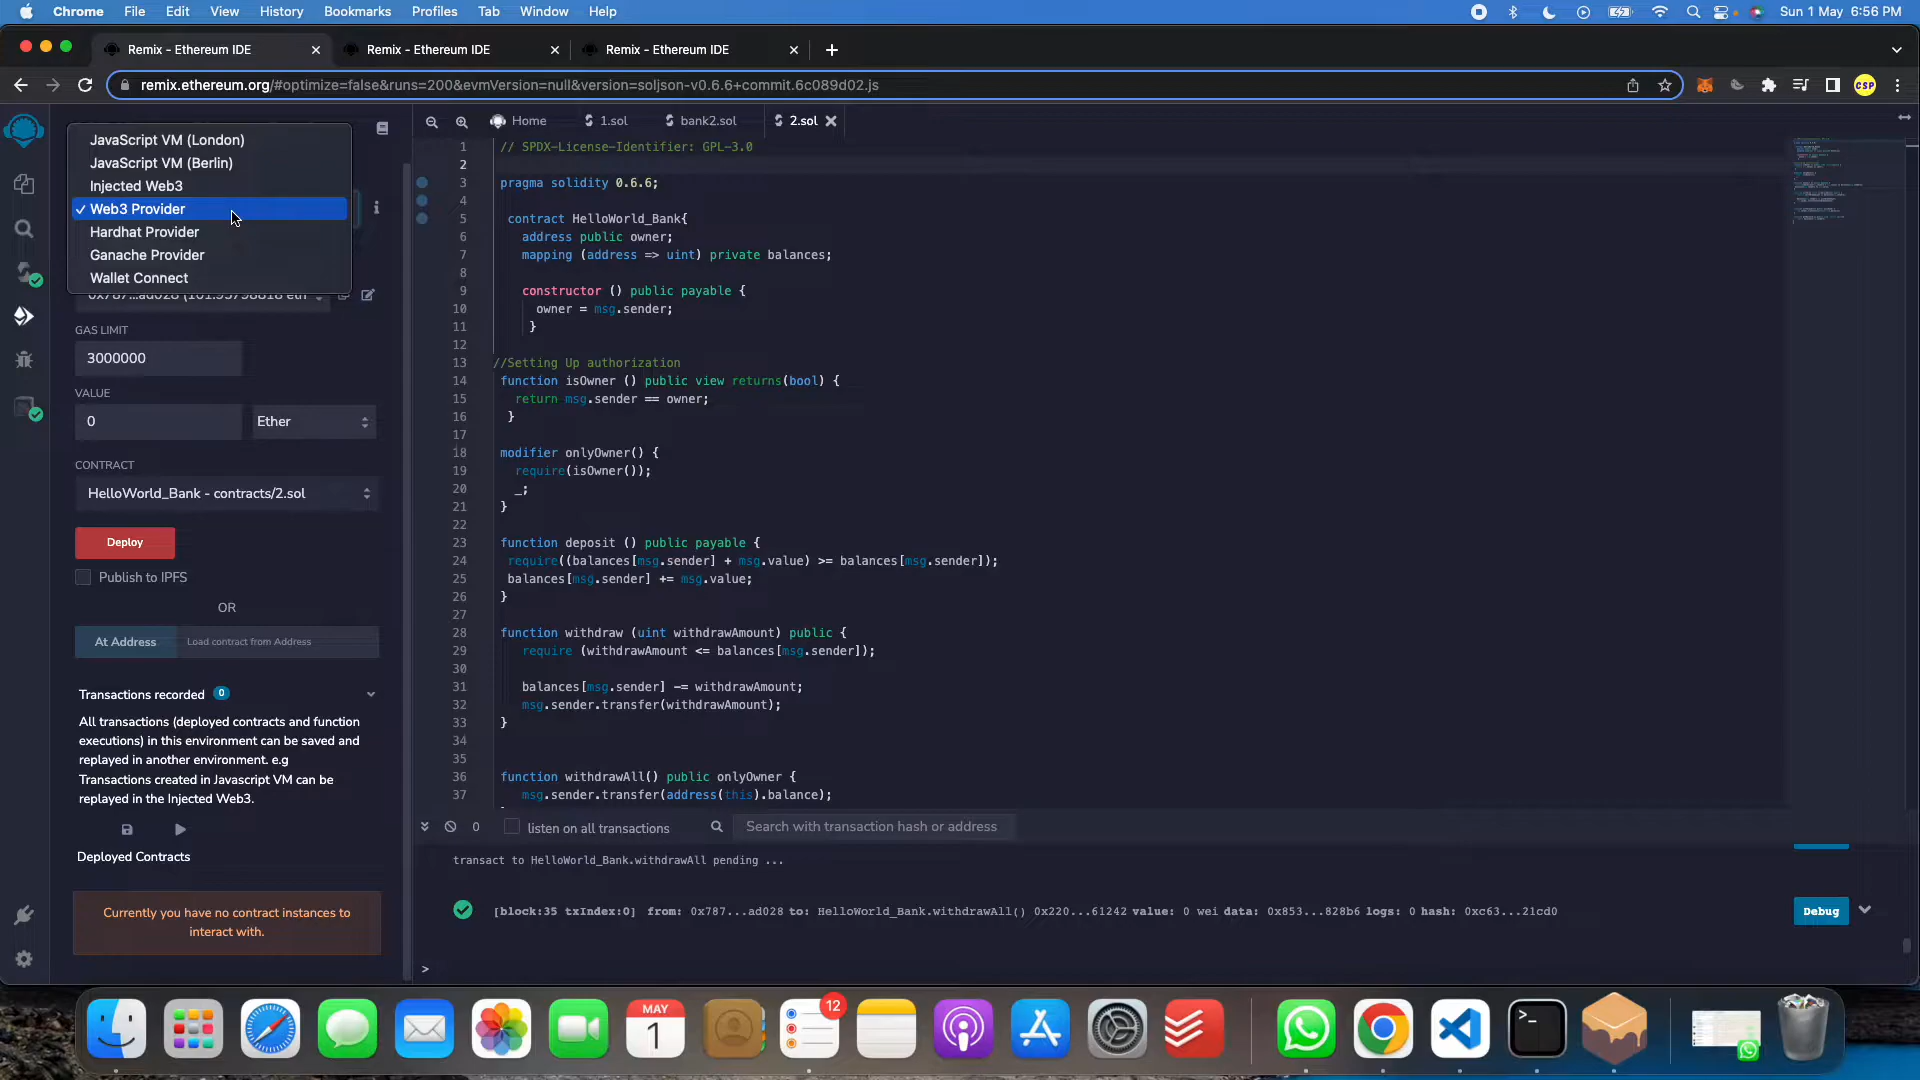 Chrome File Edit View History Bookmarks Profiles Tab Window Help Sun 1 May 6:56 PM
Remix - Ethereum IDE Remix - Ethereum IDE Remix - Ethereum IDE
remix.ethereum.org/#optimize=false&runs=200&evmVersion=null&version=soljson-v0.6.6+commit.6c089d02.js
CSP
JavaScript VM (London)
JavaScript VM (Berlin)
Injected Web3
✓ Web3 Provider
Hardhat Provider
Ganache Provider
Wallet Connect
GAS LIMIT
3000000
VALUE
0 Ether
CONTRACT
HelloWorld_Bank - contracts/2.sol
Deploy
Publish to IPFS
OR
At Address Load contract from Address
Transactions recorded 0
All transactions (deployed contracts and function
executions) in this environment can be saved and
replayed in another environment. e.g
Transactions created in Javascript VM can be
replayed in the Injected Web3.
Deployed Contracts
Currently you have no contract instances to
interact with.
Home 1.sol bank2.sol 2.sol
1 // SPDX-License-Identifier: GPL-3.0
2
3 pragma solidity 0.6.6;
4
5 contract HelloWorld_Bank{
6 address public owner;
7 mapping (address => uint) private balances;
8
9 constructor () public payable {
10 owner = msg.sender;
11 }
12
13 //Setting Up authorization
14 function isOwner () public view returns(bool) {
15 return msg.sender == owner;
16 }
17
18 modifier onlyOwner() {
19 require(isOwner());
20 _;
21 }
22
23 function deposit () public payable {
24 require((balances[msg.sender] + msg.value) >= balances[msg.sender]);
25 balances[msg.sender] += msg.value;
26 }
27
28 function withdraw (uint withdrawAmount) public {
29 require (withdrawAmount <= balances[msg.sender]);
30
31 balances[msg.sender] -= withdrawAmount;
32 msg.sender.transfer(withdrawAmount);
33 }
34
35
36 function withdrawAll() public onlyOwner {
37 msg.sender.transfer(address(this).balance);
0 listen on all transactions Search with transaction hash or address
transact to HelloWorld_Bank.withdrawAll pending ...
[block:35 txIndex:0] from: 0x787...ad028 to: HelloWorld_Bank.withdrawAll() 0x220...61242 value: 0 wei data: 0x853...828b6 logs: 0 hash: 0xc63...21cd0 Debug
>
MAY
1
12
>_